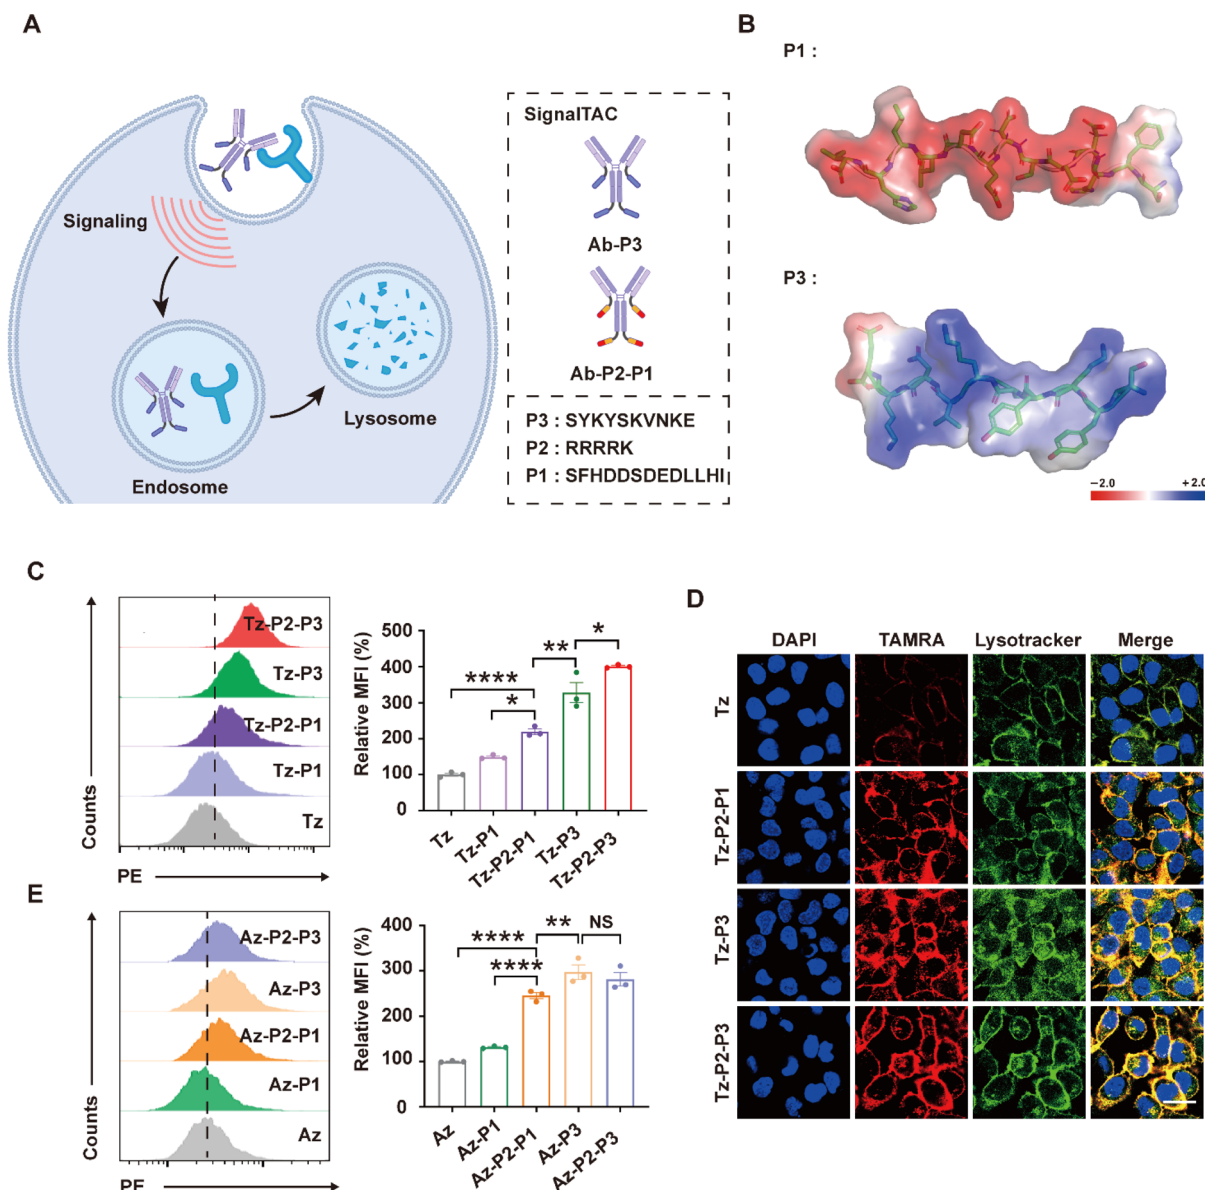 A
B
P1 :
SignalTAC
Signaling
Ab-P3
P3 :
Ab-P2-P1
Lysosome
Endosome
P3 : SYKYSKVNKE
P2 : RRRRK
P1 : SFHDDSDEDLLHI
−2.0 +2.0
C
Tz-P2-P3
Tz-P3
Tz-P2-P1
Tz-P1
Tz
Counts
PE
Relative MFI (%)
500
400
300
200
100
0
****
*
**
*
Tz
Tz-P1
Tz-P2-P1
Tz-P3
Tz-P2-P3
D
DAPI TAMRA Lysotracker Merge
Tz
Tz-P2-P1
Tz-P3
Tz-P2-P3
E
Az-P2-P3
Az-P3
Az-P2-P1
Az-P1
Az
Counts
PE
Relative MFI (%)
400
300
200
100
0
****
****
**
NS
Az
Az-P1
Az-P2-P1
Az-P3
Az-P2-P3